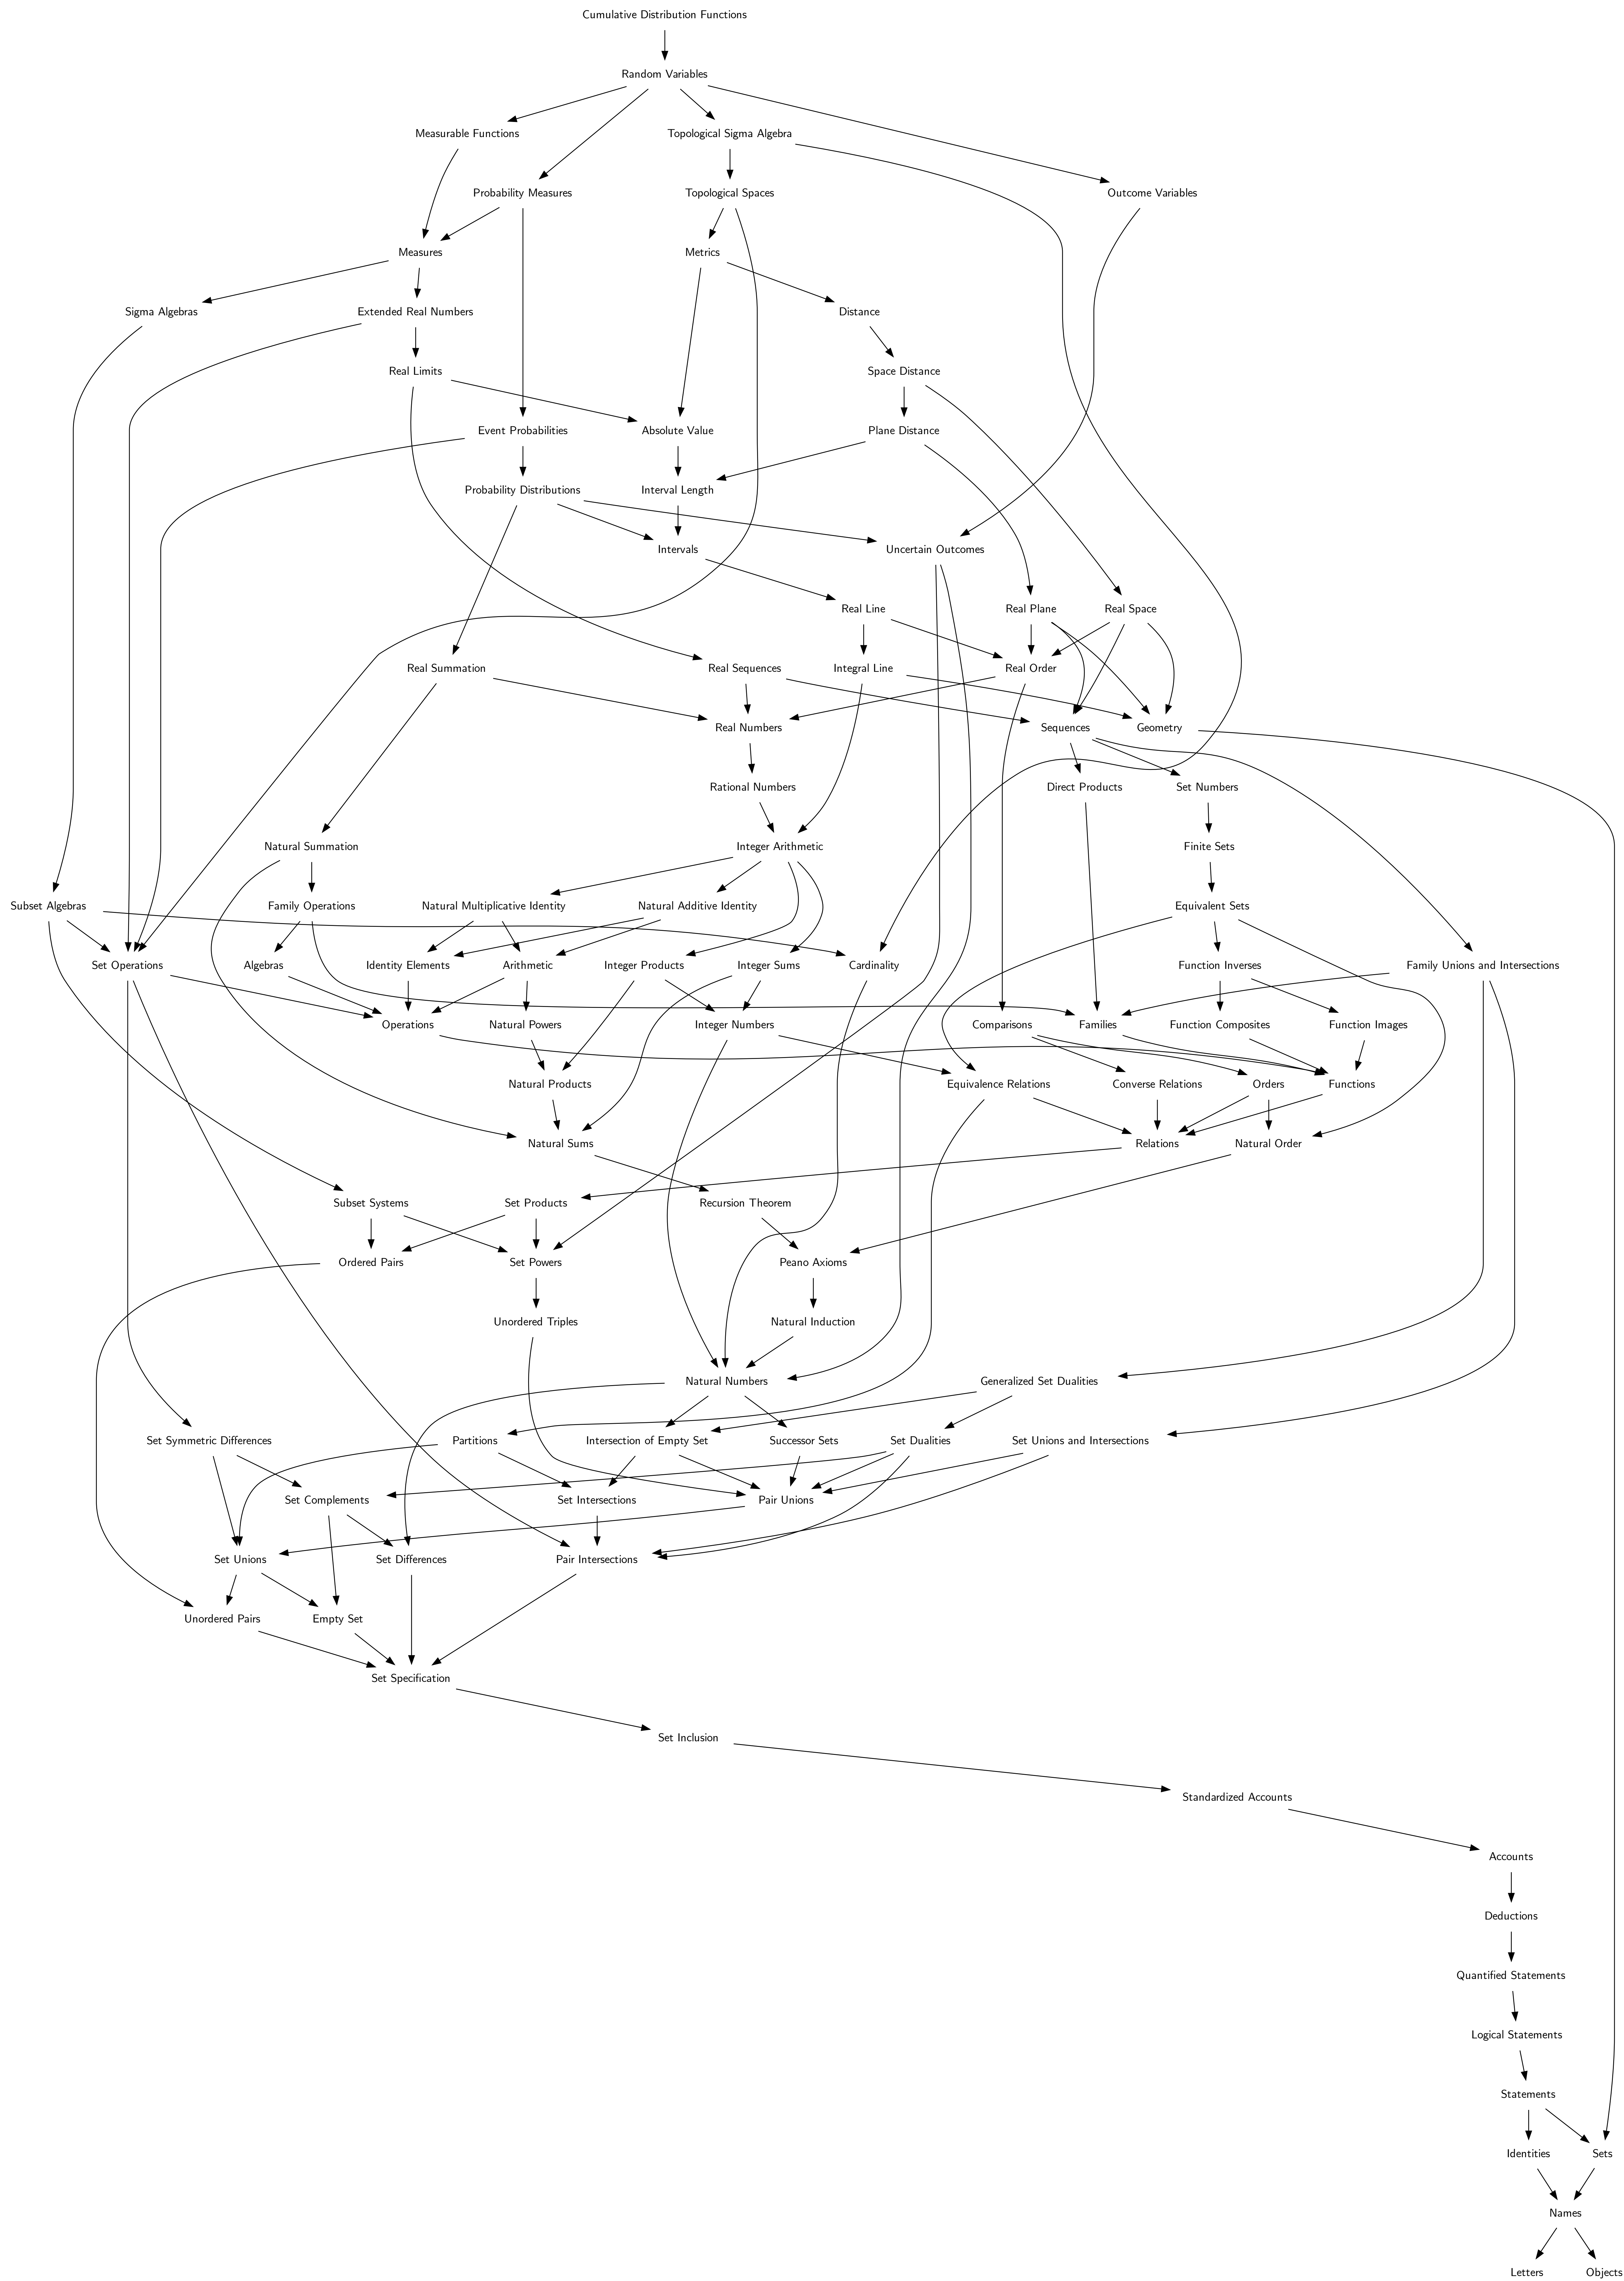 Cumulative Distribution Functions
Random Variables
Measurable Functions
Topological Sigma Algebra
Probability Measures
Topological Spaces
Outcome Variables
Measures
Metrics
Sigma Algebras
Extended Real Numbers
Distance
Real Limits
Space Distance
Event Probabilities
Absolute Value
Plane Distance
Probability Distributions
Interval Length
Intervals
Uncertain Outcomes
Real Line
Real Plane
Real Space
Real Summation
Real Sequences
Integral Line
Real Order
Real Numbers
Sequences
Geometry
Rational Numbers
Direct Products
Set Numbers
Natural Summation
Integer Arithmetic
Finite Sets
Subset Algebras
Family Operations
Natural Multiplicative Identity
Natural Additive Identity
Equivalent Sets
Set Operations
Algebras
Identity Elements
Arithmetic
Integer Products
Integer Sums
Cardinality
Function Inverses
Family Unions and Intersections
Operations
Natural Powers
Integer Numbers
Comparisons
Families
Function Composites
Function Images
Natural Products
Equivalence Relations
Converse Relations
Orders
Functions
Natural Sums
Relations
Natural Order
Subset Systems
Set Products
Recursion Theorem
Ordered Pairs
Set Powers
Peano Axioms
Unordered Triples
Natural Induction
Natural Numbers
Generalized Set Dualities
Set Symmetric Differences
Partitions
Intersection of Empty Set
Successor Sets
Set Dualities
Set Unions and Intersections
Set Complements
Set Intersections
Pair Unions
Set Unions
Set Differences
Pair Intersections
Unordered Pairs
Empty Set
Set Specification
Set Inclusion
Standardized Accounts
Accounts
Deductions
Quantified Statements
Logical Statements
Statements
Identities
Sets
Names
Letters
Objects